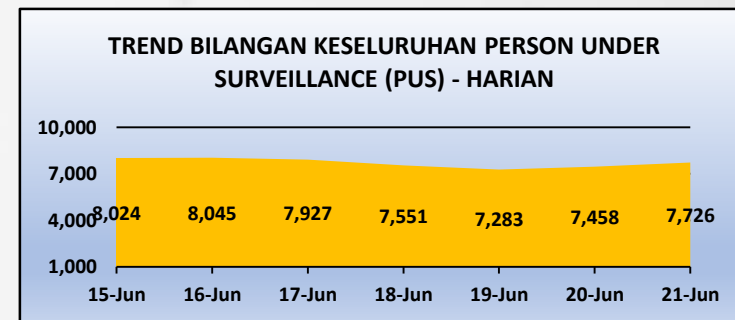 TREND BILANGAN KESELURUHAN PERSON UNDER
SURVEILLANCE (PUS) - HARIAN
10,000
7,000
4,000
1,000
8,024 8,045 7,927 7,551 7,283 7,458 7,726
15-Jun 16-Jun 17-Jun 18-Jun 19-Jun 20-Jun 21-Jun